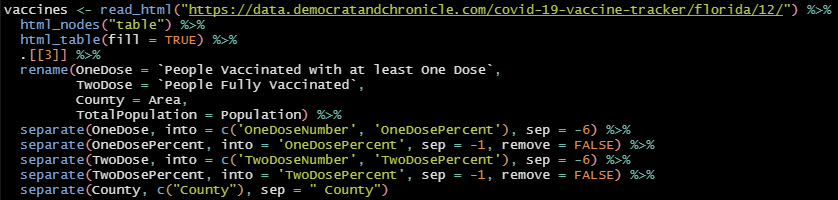 vaccines <- read_html("https://data.democratandchronicle.com/covid-19-vaccine-tracker/florida/12/") %>%
  html_nodes("table") %>%
  html_table(fill = TRUE) %>%
  .[[3]] %>%
  rename(OneDose = `People Vaccinated with at least One Dose`,
         TwoDose = `People Fully Vaccinated`,
         County = Area,
         TotalPopulation = Population) %>%
  separate(OneDose, into = c('OneDoseNumber', 'OneDosePercent'), sep = -6) %>%
  separate(OneDosePercent, into = 'OneDosePercent', sep = -1, remove = FALSE) %>%
  separate(TwoDose, into = c('TwoDoseNumber', 'TwoDosePercent'), sep = -6) %>%
  separate(TwoDosePercent, into = 'TwoDosePercent', sep = -1, remove = FALSE) %>%
  separate(County, c("County"), sep = " County")